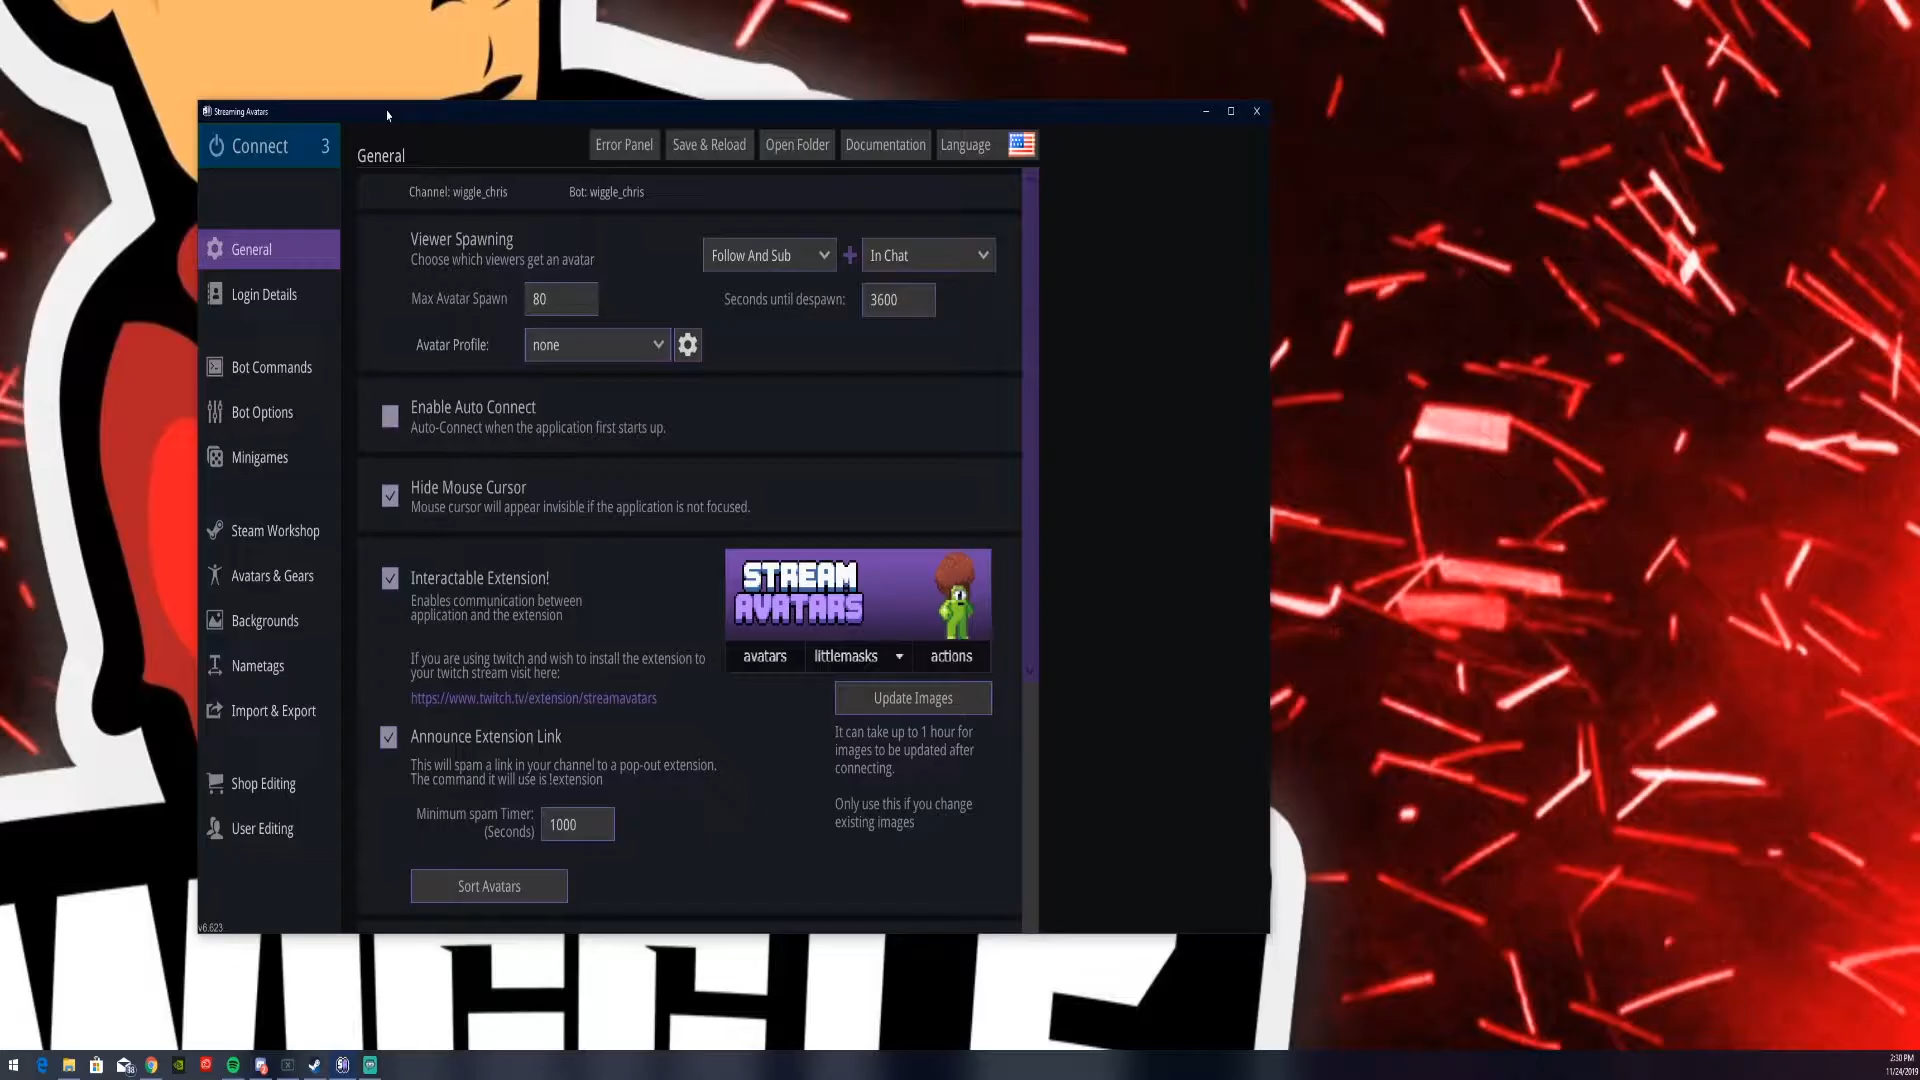 Streaming Avatars
Connect 3
General
Error Panel
Save & Reload
Open Folder
Documentation
Language
Channel: wiggle_chris
Bot: wiggle_chris
General
Login Details
Bot Commands
Bot Options
Minigames
Steam Workshop
Avatars & Gears
Backgrounds
Nametags
Import & Export
Shop Editing
User Editing
v6.623
Viewer Spawning
Choose which viewers get an avatar
Follow And Sub
In Chat
Max Avatar Spawn
80
Seconds until despawn:
3600
Avatar Profile:
none
Enable Auto Connect
Auto-Connect when the application first starts up.
Hide Mouse Cursor
Mouse cursor will appear invisible if the application is not focused.
Interactable Extension!
Enables communication between
application and the extension
If you are using twitch and wish to install the extension to
your twitch stream visit here:
https://www.twitch.tv/extension/streamavatars
STREAM
AVATARS
avatars
littlemasks
actions
Update Images
It can take up to 1 hour for
images to be updated after
connecting.
Only use this if you change
existing images
Announce Extension Link
This will spam a link in your channel to a pop-out extension.
The command it will use is !extension
Minimum spam Timer:
(Seconds)
1000
Sort Avatars
2:30 PM
11/24/2019